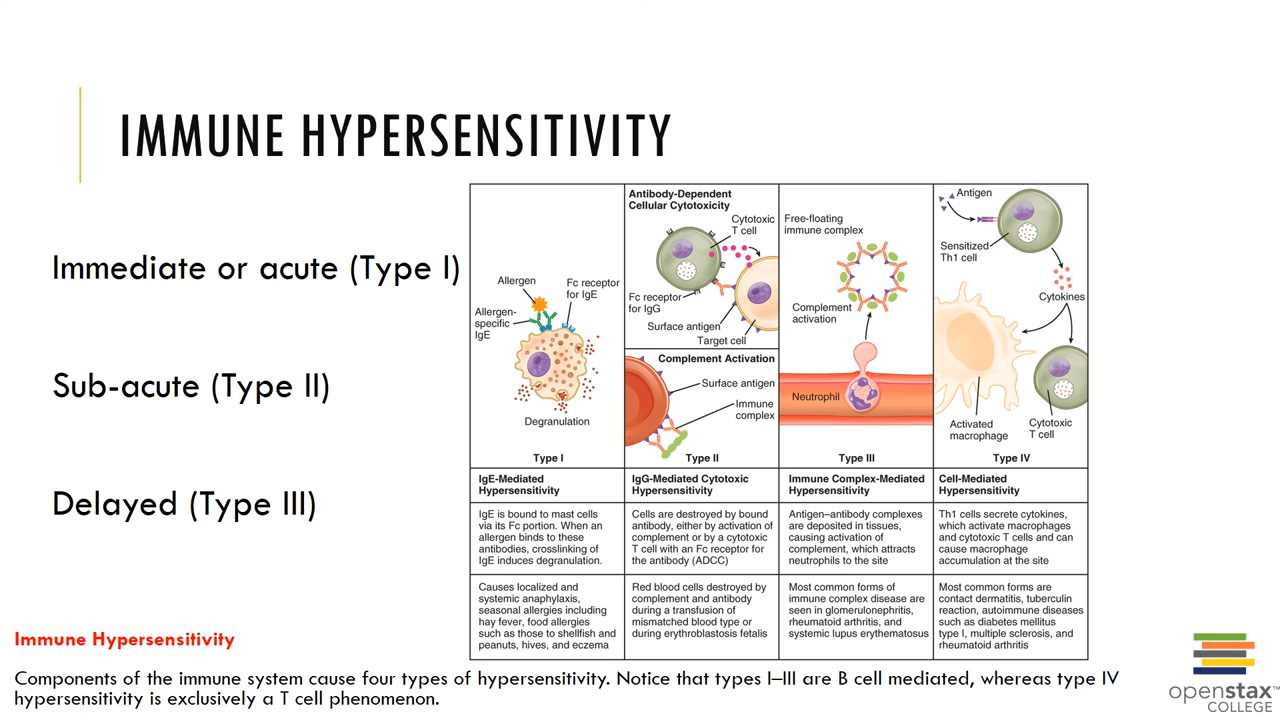 IMMUNE HYPERSENSITIVITY
Immediate or acute (Type I)
Sub-acute (Type II)
Delayed (Type III)
Allergen
Fc receptor
for IgE
Allergen-
specific
IgE
Degranulation
Type I
Antibody-Dependent
Cellular Cytotoxicity
Cytotoxic
T cell
Fc receptor
for IgG
Surface antigen
Target cell
Complement Activation
Surface antigen
Immune
complex
Type II
Free-floating
immune complex
Complement
activation
Neutrophil
Type III
Antigen
Sensitized
Th1 cell
Cytokines
Activated
macrophage
Cytotoxic
T cell
Type IV
IgE-Mediated
Hypersensitivity
IgG-Mediated Cytotoxic
Hypersensitivity
Immune Complex-Mediated
Hypersensitivity
Cell-Mediated
Hypersensitivity
IgE is bound to mast cells
via its Fc portion. When an
allergen binds to these
antibodies, crosslinking of
IgE induces degranulation.
Cells are destroyed by bound
antibody, either by activation of
complement or by a cytotoxic
T cell with an Fc receptor for
the antibody (ADCC)
Antigen–antibody complexes
are deposited in tissues,
causing activation of
complement, which attracts
neutrophils to the site
Th1 cells secrete cytokines,
which activate macrophages
and cytotoxic T cells and can
cause macrophage
accumulation at the site
Causes localized and
systemic anaphylaxis,
seasonal allergies including
hay fever, food allergies
such as those to shellfish and
peanuts, hives, and eczema
Red blood cells destroyed by
complement and antibody
during a transfusion of
mismatched blood type or
during erythroblastosis fetalis
Most common forms of
immune complex disease are
seen in glomerulonephritis,
rheumatoid arthritis, and
systemic lupus erythematosus
Most common forms are
contact dermatitis, tuberculin
reaction, autoimmune diseases
such as diabetes mellitus
type I, multiple sclerosis, and
rheumatoid arthritis
Immune Hypersensitivity
Components of the immune system cause four types of hypersensitivity. Notice that types I–III are B cell mediated, whereas type IV
hypersensitivity is exclusively a T cell phenomenon.
openstax™
COLLEGE